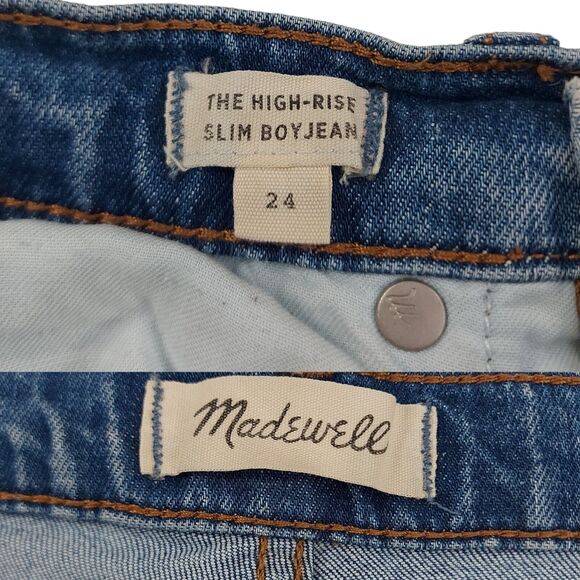 THE HIGH-RISE
SLIM BOYJEAN
24
Madewell